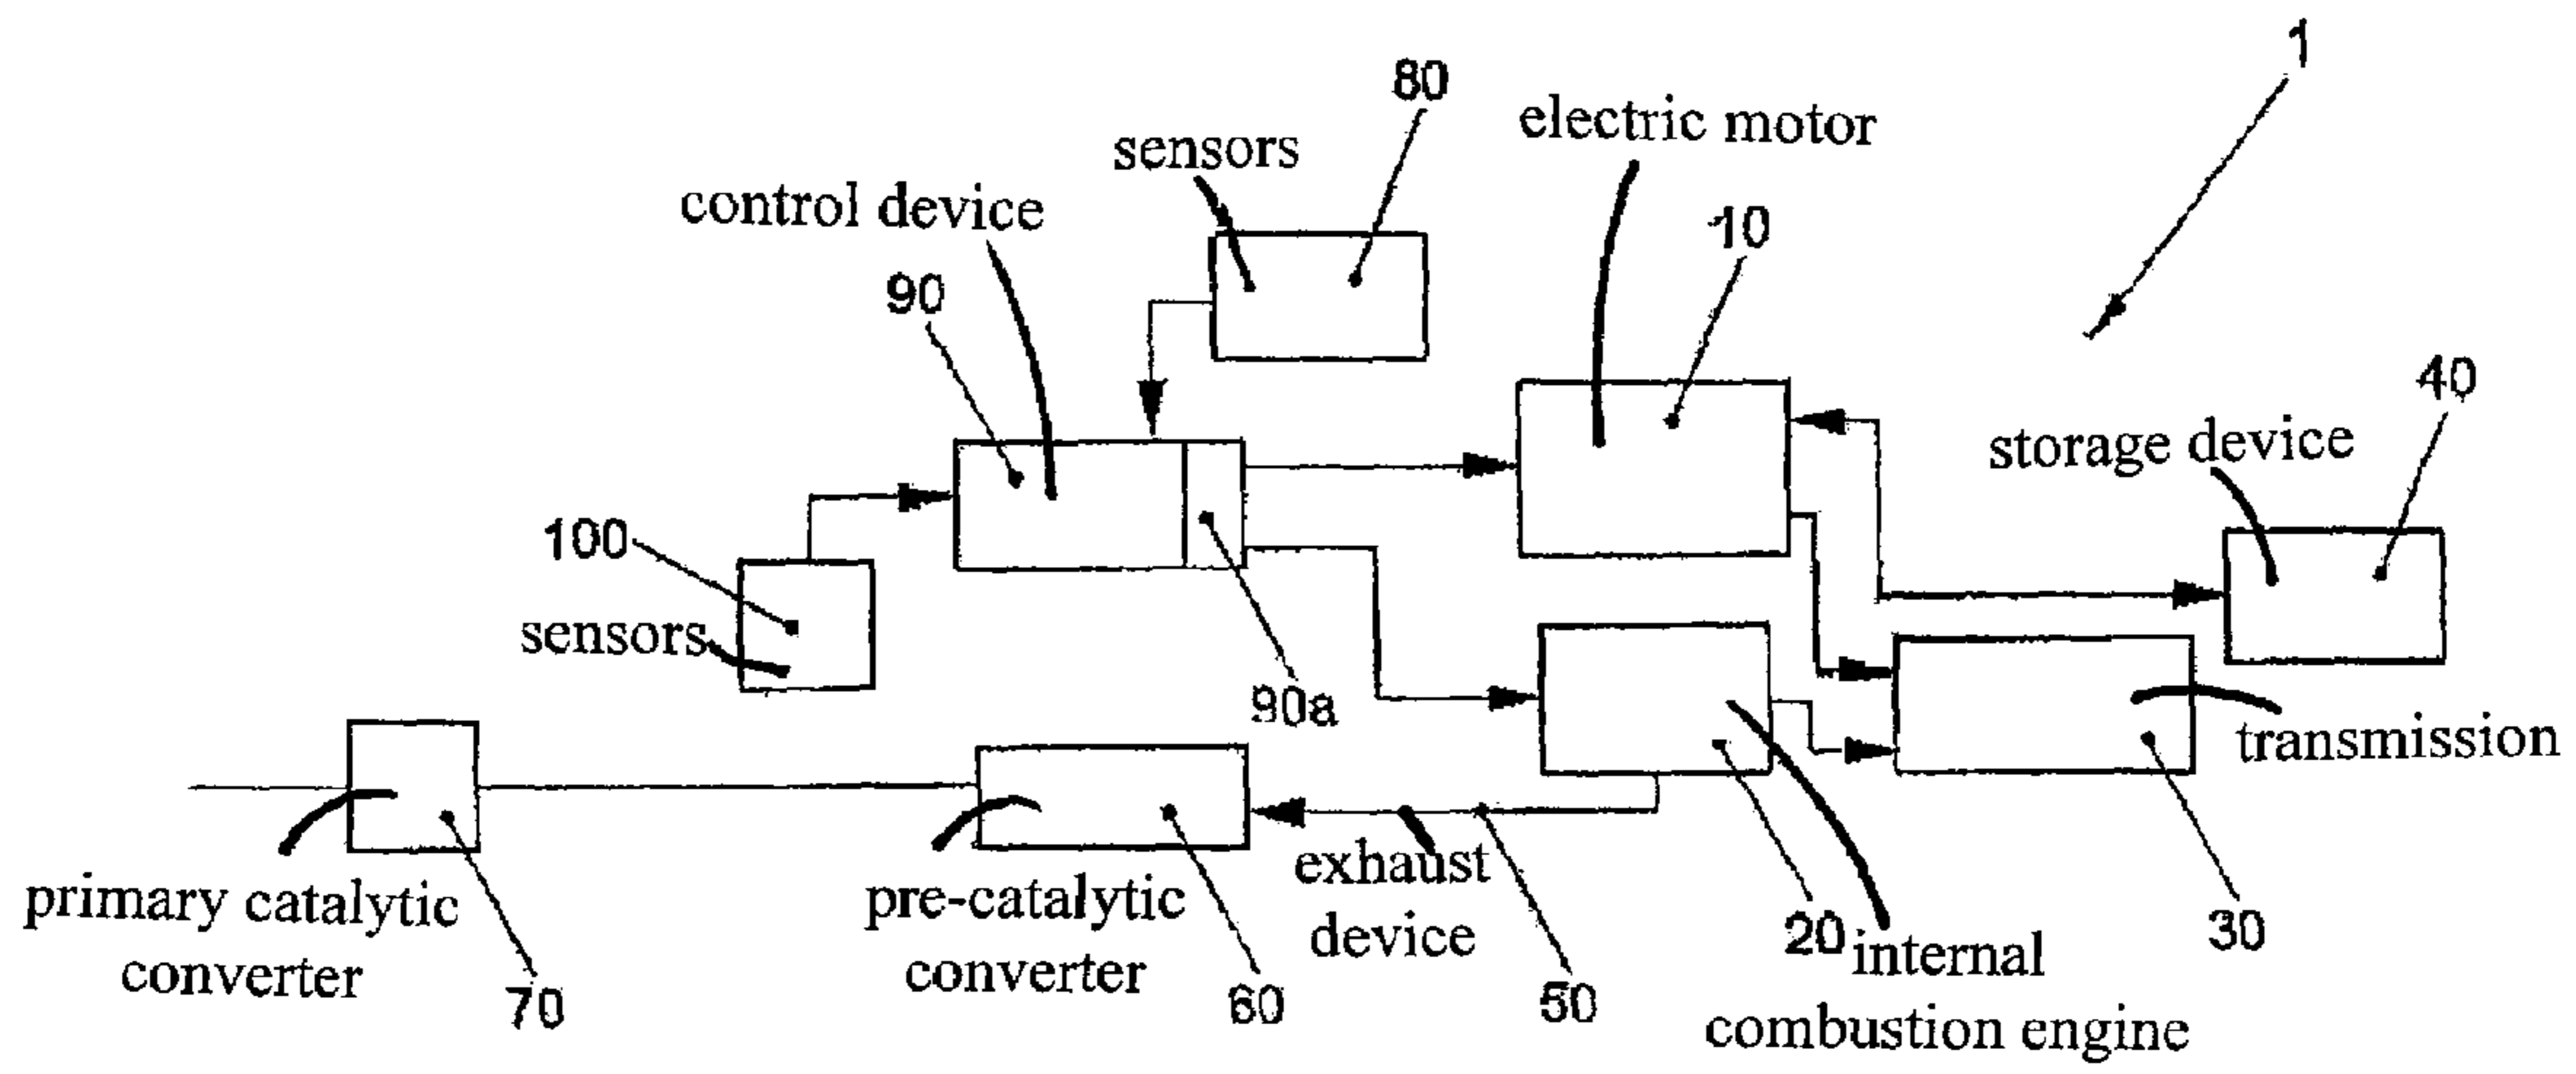 1
80
electric motor
sensors
control device
10
90
40
storage device
100
sensors
90a
transmission
exhaust
device
primary catalytic
converter
pre-catalytic
converter
20
30
internal
combustion engine
70
60
50